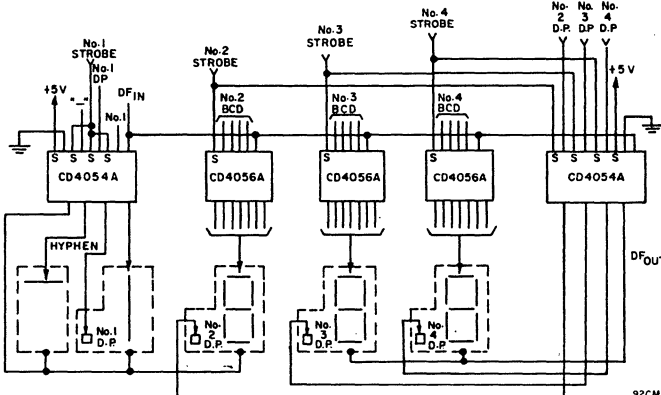 No.1
STROBE
No.1
DP
+5V
"–"
DF IN
No.1
No.2
STROBE
No.2
BCD
No.3
STROBE
No.3
BCD
No.4
STROBE
No.4
BCD
No.
2
D.P.
No.
3
D.P.
No.
4
D.P.
+5V
S S S S
CD4054A
S
CD4056A
S
CD4056A
S
CD4056A
S S S S
CD4054A
HYPHEN
DF OUT
No.1
D.P.
No.
2
D.P.
No.
3
D.P.
No.
4
D.P.
92CM